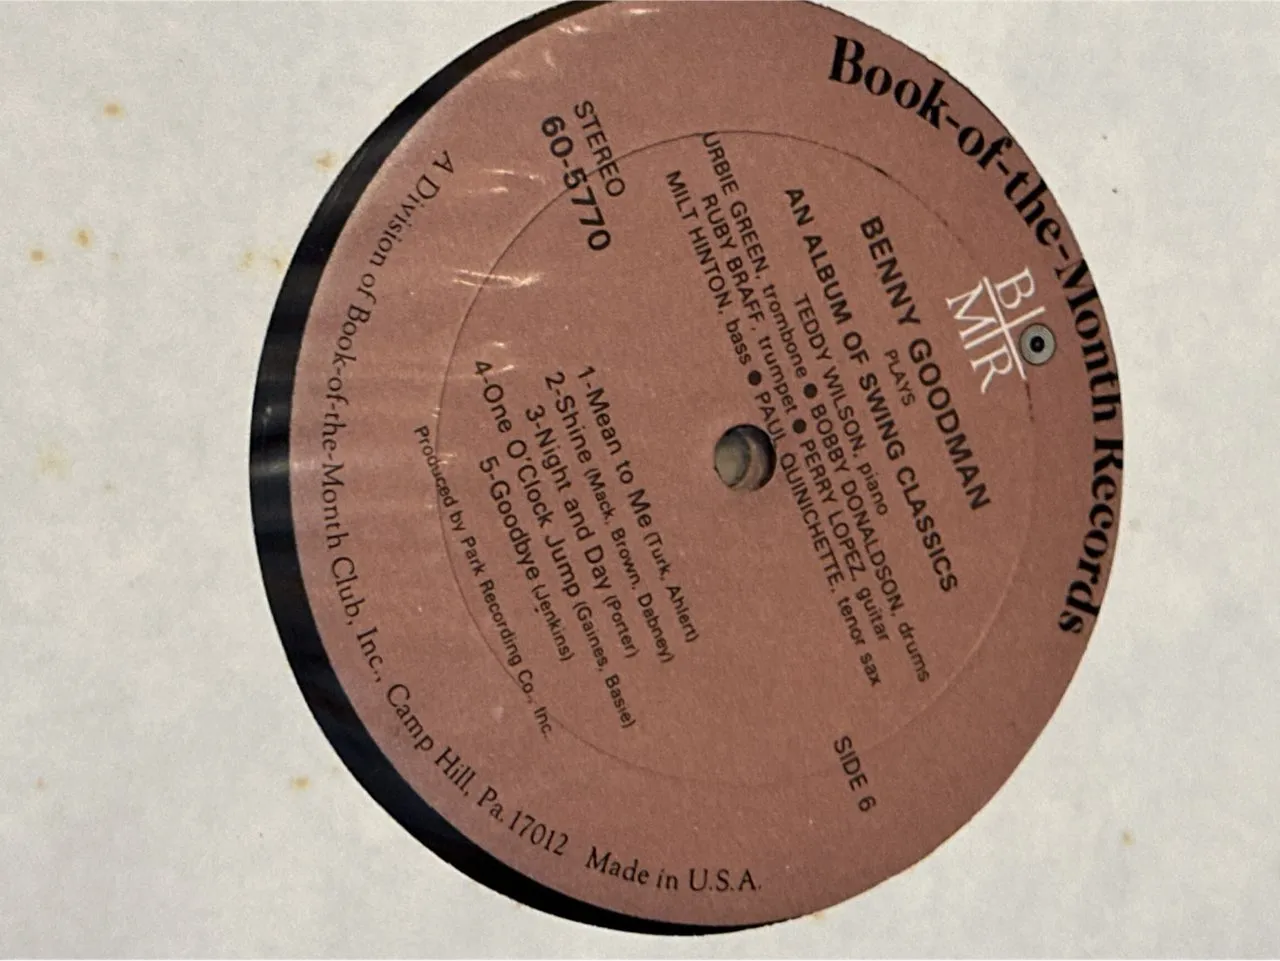 Book-of-the-Month Records
B
M R
BENNY GOODMAN
PLAYS
AN ALBUM OF SWING CLASSICS
TEDDY WILSON, piano
URBIE GREEN, trombone ● BOBBY DONALDSON, drums
RUBY BRAFF, trumpet ● PERRY LOPEZ, guitar
MILT HINTON, bass ● PAUL QUINICHETTE, tenor sax
STEREO
60-5770
SIDE 6
1-Mean to Me (Turk, Ahlert)
2-Shine (Mack, Brown, Dabney)
3-Night and Day (Porter)
4-One O'Clock Jump (Gaines, Basie)
5-Goodbye (Jenkins)
Produced by Park Recording Co., Inc.
A Division of Book-of-the-Month Club, Inc., Camp Hill, Pa. 17012 Made in U.S.A.